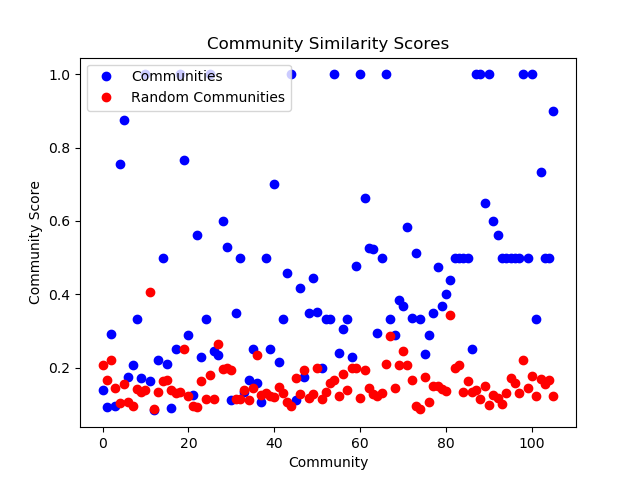 Community Similarity Scores
Communities
Random Communities
1.0
0.8
0.6
0.4
0.2
Community Score
0 20 40 60 80 100
Community